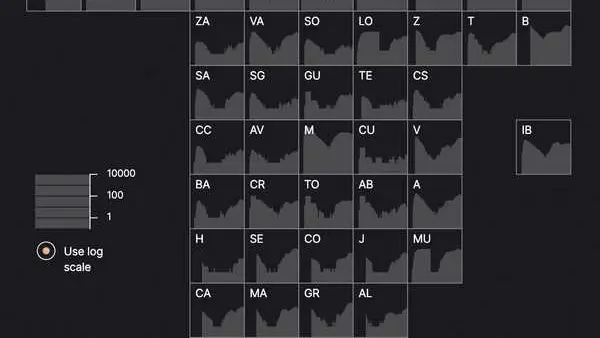 ZA VA SO LO Z T B
SA SG GU TE CS
CC AV M CU V IB
10000
100
1
BA CR TO AB A
H SE CO J MU
Use log
scale
CA MA GR AL